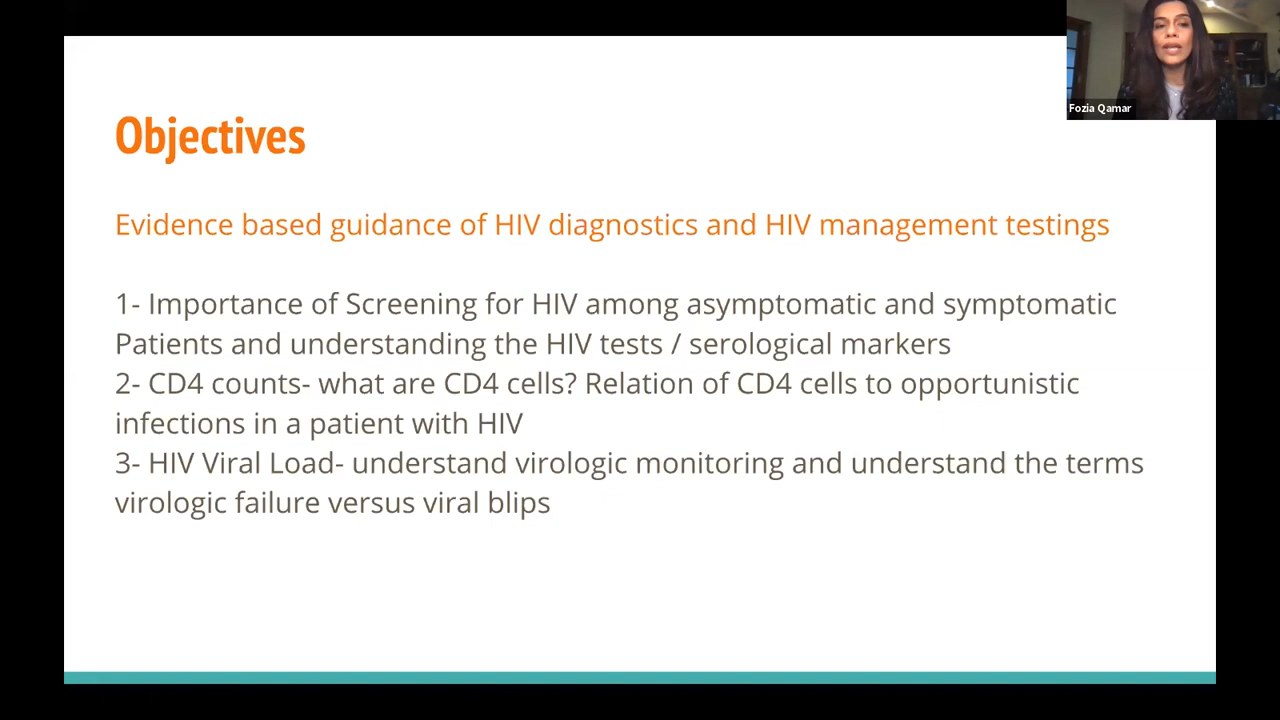 Fozia Qamar
Objectives
Evidence based guidance of HIV diagnostics and HIV management testings
1- Importance of Screening for HIV among asymptomatic and symptomatic
Patients and understanding the HIV tests / serological markers
2- CD4 counts- what are CD4 cells? Relation of CD4 cells to opportunistic
infections in a patient with HIV
3- HIV Viral Load- understand virologic monitoring and understand the terms
virologic failure versus viral blips